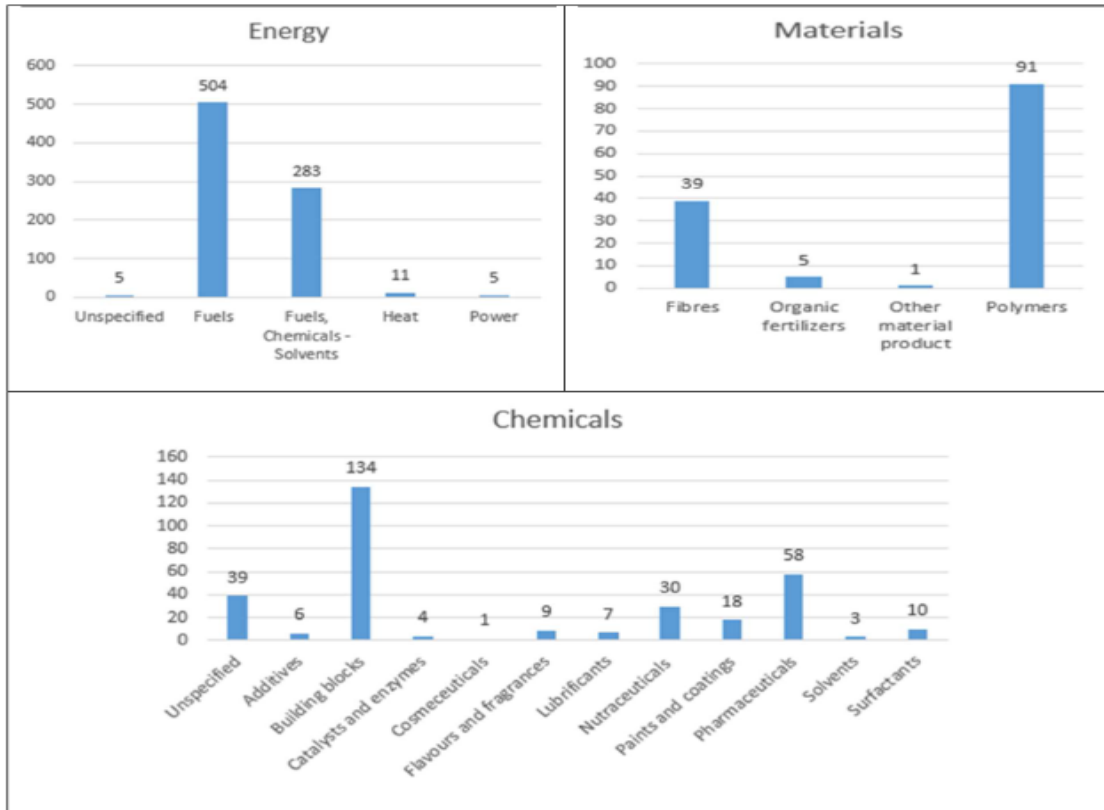 Energy
600
500
400
300
200
100
0
5
504
283
11
5
Unspecified
Fuels
Fuels,
Chemicals -
Solvents
Heat
Power
Materials
100
90
80
70
60
50
40
30
20
10
0
39
5
1
91
Fibres
Organic
fertilizers
Other
material
product
Polymers
Chemicals
160
140
120
100
80
60
40
20
0
39
6
134
4
1
9
7
30
18
58
3
10
Unspecified
Additives
Building blocks
Catalysts and enzymes
Cosmeceuticals
Flavours and fragrances
Lubrificants
Nutraceuticals
Paints and coatings
Pharmaceuticals
Solvents
Surfactants